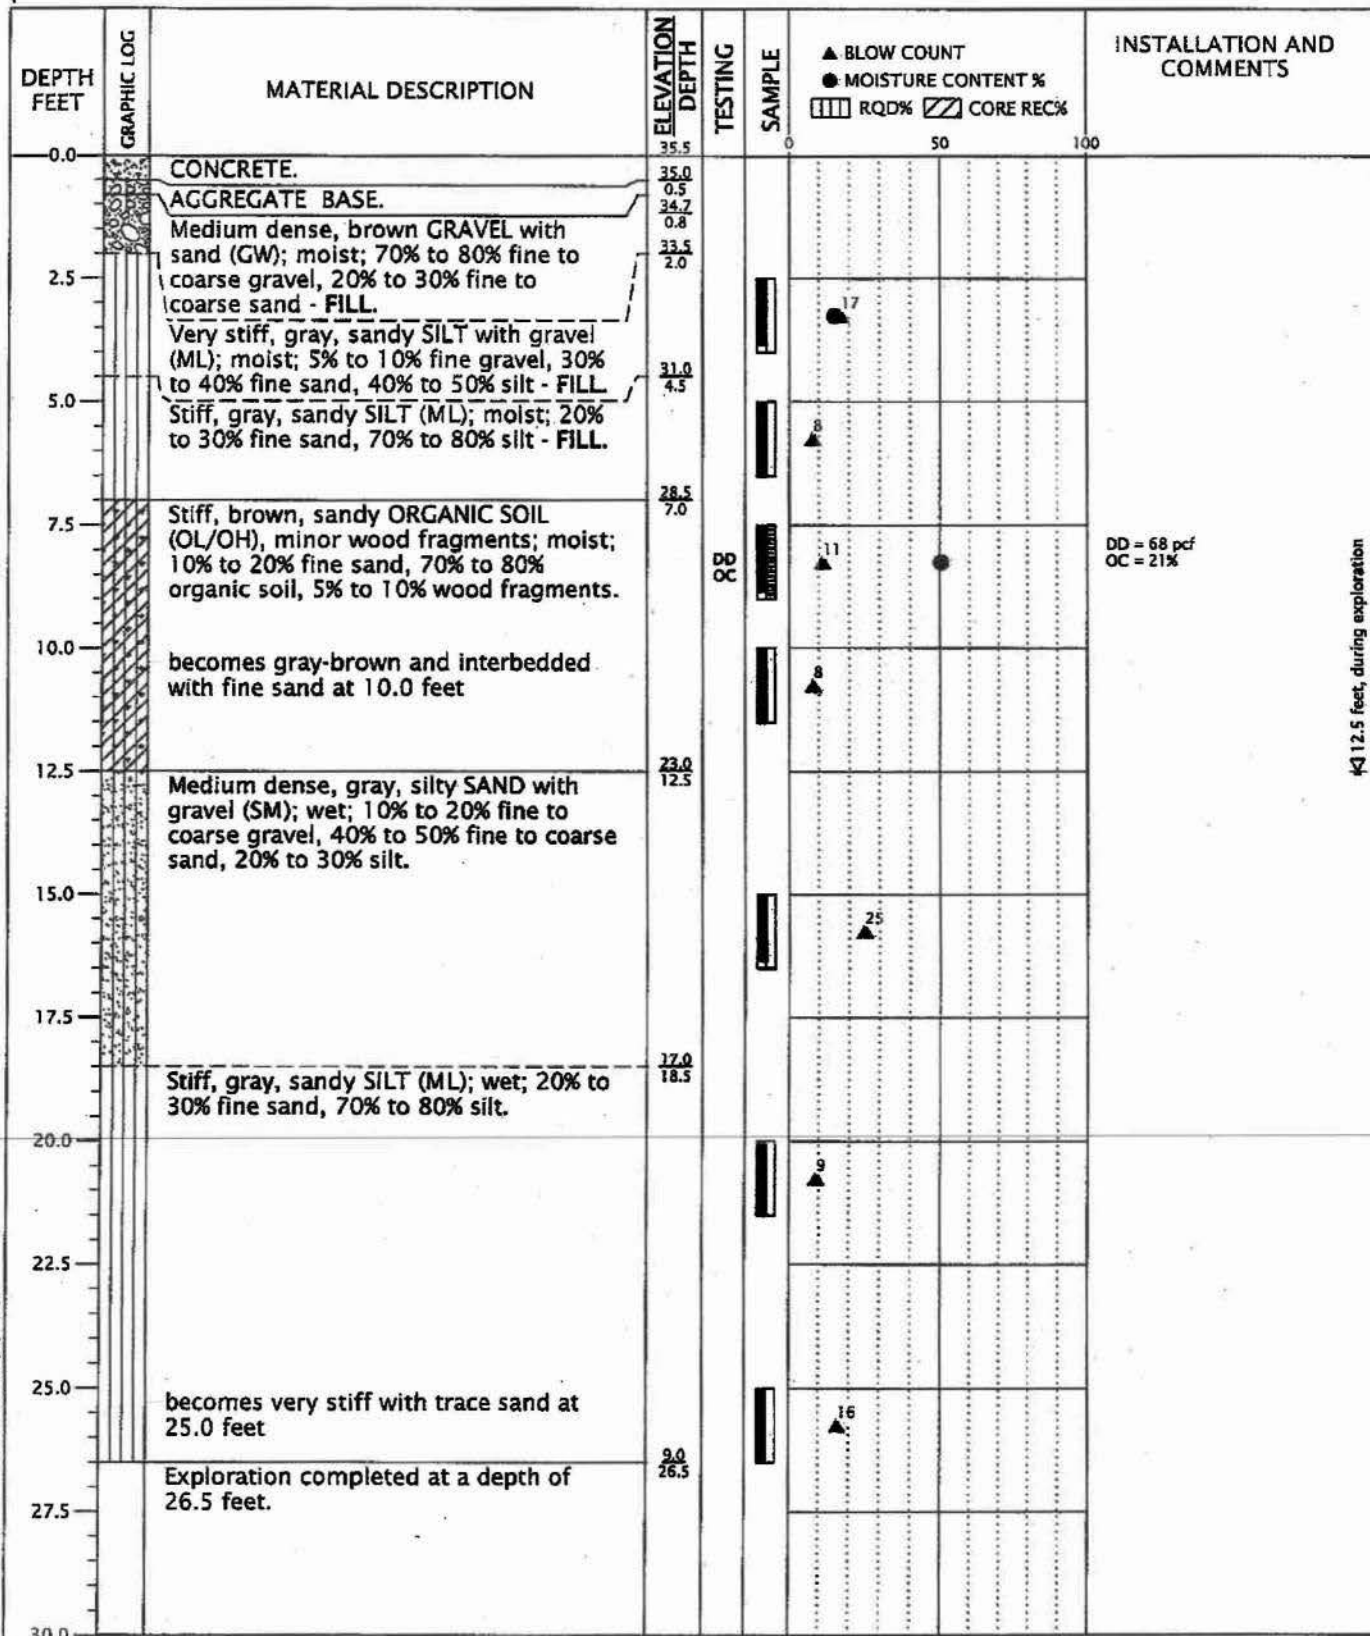 DEPTH
FEET
GRAPHIC LOG
MATERIAL DESCRIPTION
ELEVATION
DEPTH
TESTING
SAMPLE
▲ BLOW COUNT
● MOISTURE CONTENT %
RQD% CORE REC%
INSTALLATION AND
COMMENTS
0 50 100
0.0
35.5
CONCRETE.
35.0
0.5
AGGREGATE BASE.
34.7
0.8
Medium dense, brown GRAVEL with
sand (GW); moist; 70% to 80% fine to
coarse gravel, 20% to 30% fine to
coarse sand - FILL.
33.5
2.0
2.5
17
Very stiff, gray, sandy SILT with gravel
(ML); moist; 5% to 10% fine gravel, 30%
to 40% fine sand, 40% to 50% silt - FILL.
31.0
4.5
5.0
Stiff, gray, sandy SILT (ML); moist; 20%
to 30% fine sand, 70% to 80% silt - FILL.
8
28.5
7.0
7.5
Stiff, brown, sandy ORGANIC SOIL
(OL/OH), minor wood fragments; moist;
10% to 20% fine sand, 70% to 80%
organic soil, 5% to 10% wood fragments.
DD
OC
11
DD = 68 pcf
OC = 21%
10.0
becomes gray-brown and interbedded
with fine sand at 10.0 feet
8
12.5 feet, during exploration
12.5
23.0
12.5
Medium dense, gray, silty SAND with
gravel (SM); wet; 10% to 20% fine to
coarse gravel, 40% to 50% fine to coarse
sand, 20% to 30% silt.
15.0
25
17.5
17.0
18.5
Stiff, gray, sandy SILT (ML); wet; 20% to
30% fine sand, 70% to 80% silt.
20.0
9
22.5
25.0
becomes very stiff with trace sand at
25.0 feet
16
9.0
26.5
Exploration completed at a depth of
26.5 feet.
27.5
30.0